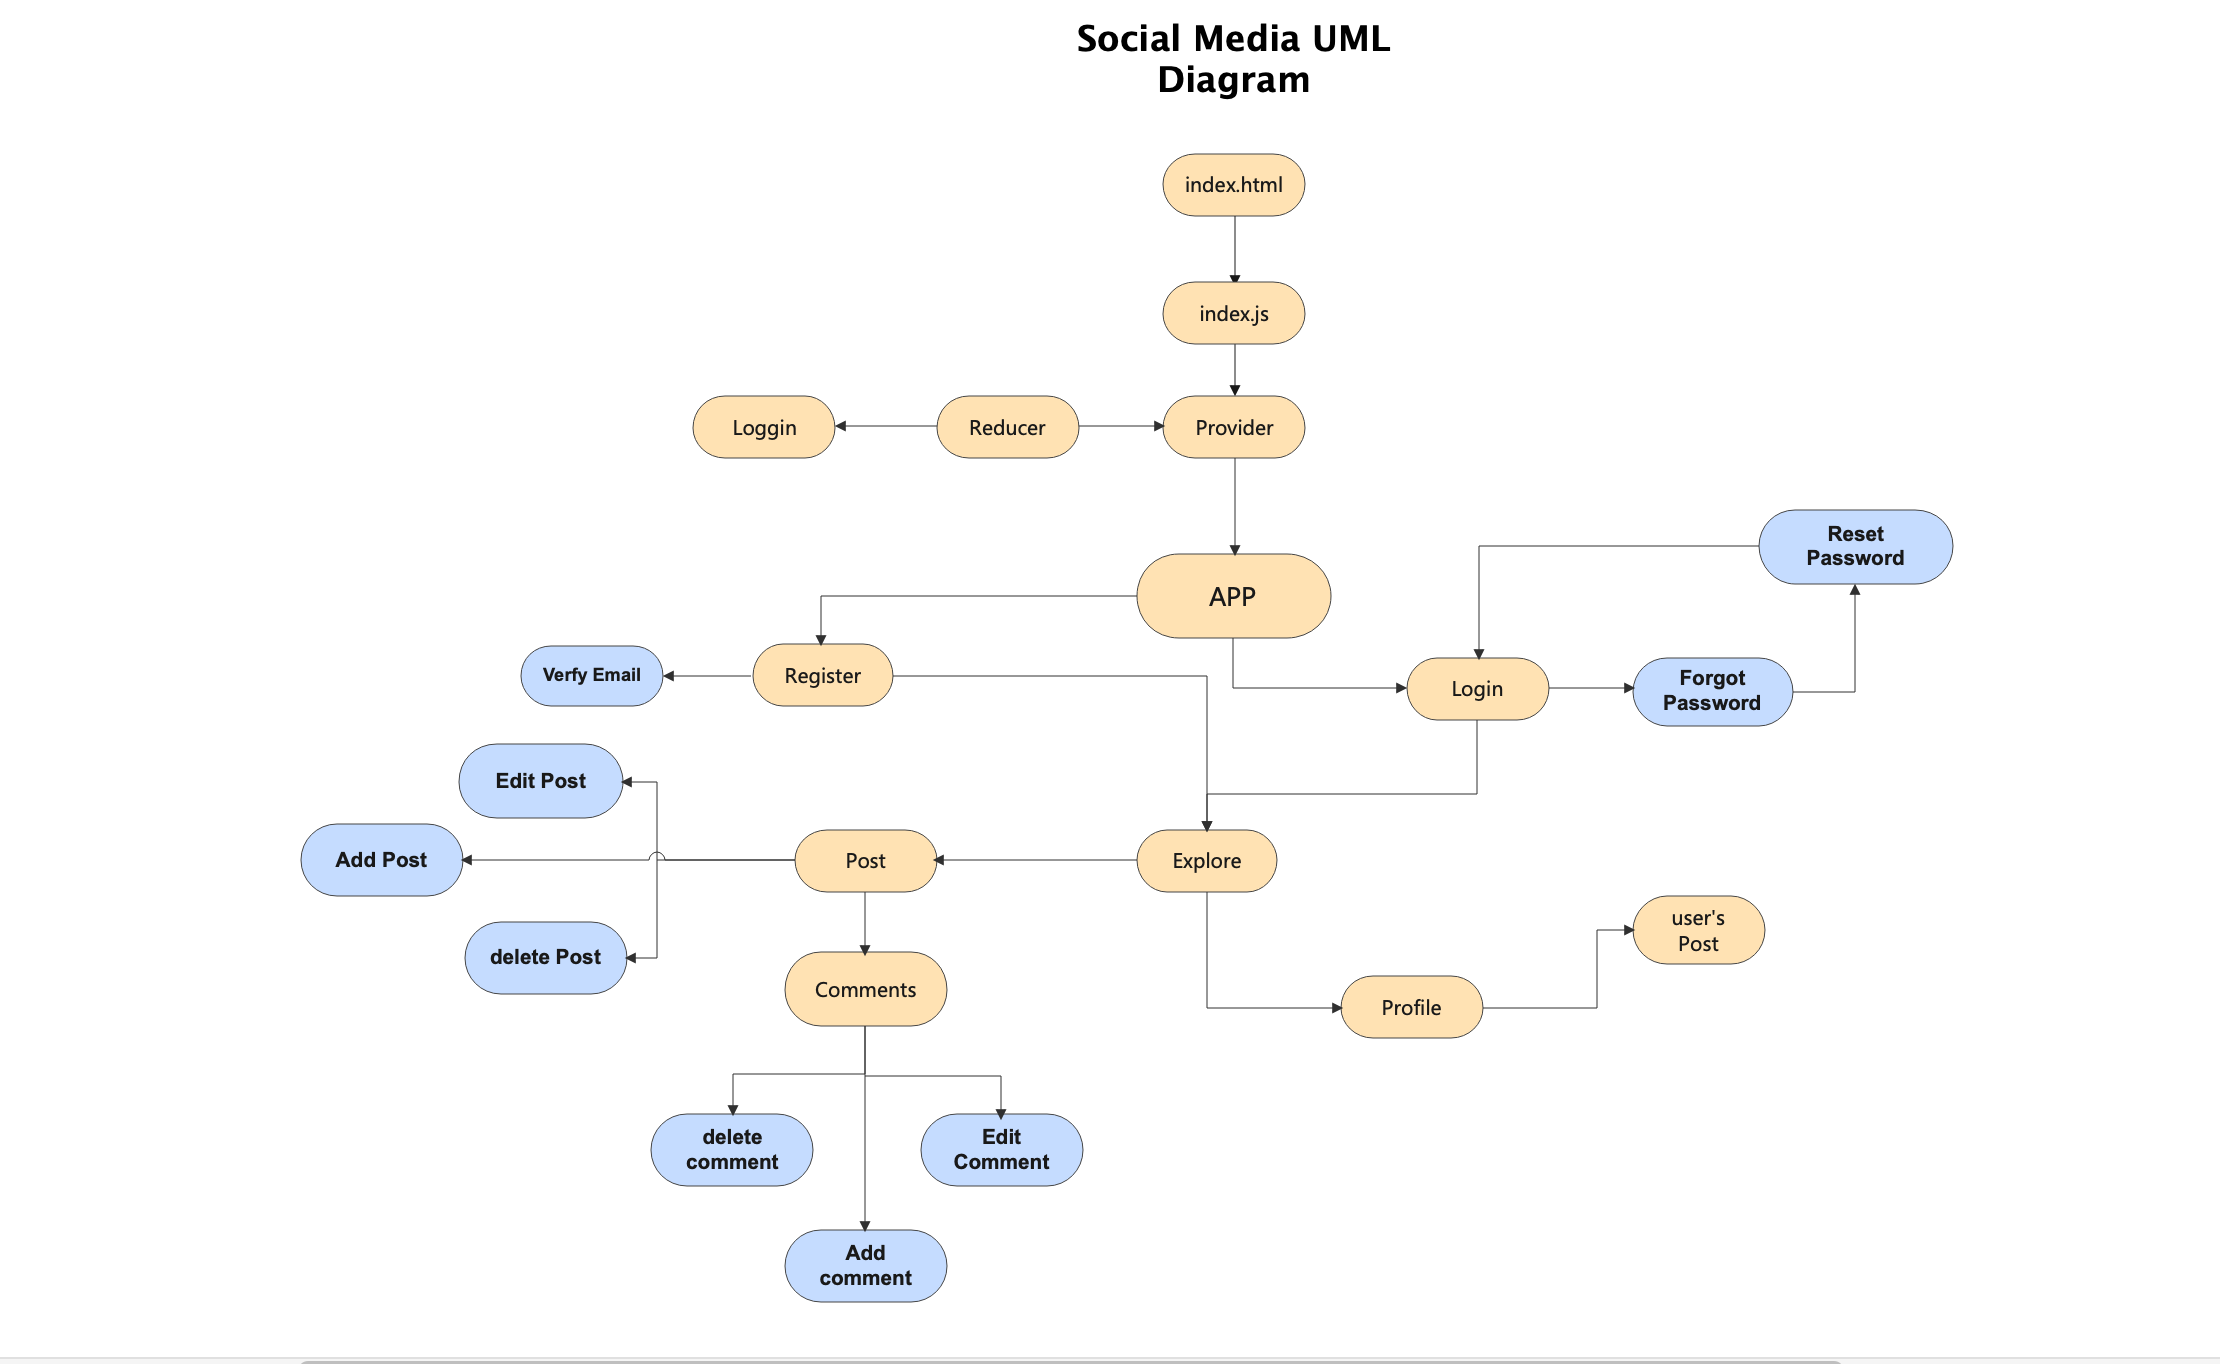 Social Media UML
Diagram
index.html
index.js
Loggin
Reducer
Provider
Reset
Password
APP
Verfy Email
Register
Login
Forgot
Password
Edit Post
Add Post
Post
Explore
user's
Post
delete Post
Comments
Profile
delete
comment
Edit
Comment
Add
comment